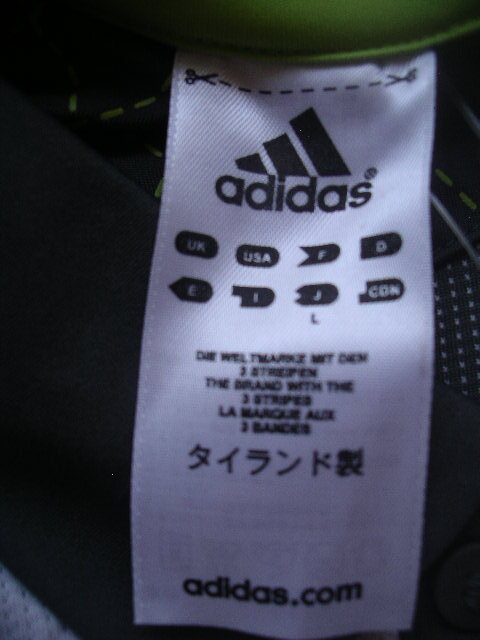 adidas®
UK USA F D
E I J CDN
L
DIE WELTMARKE MIT DEN
3 STREIFEN
THE BRAND WITH THE
3 STRIPES
LA MARQUE AUX
3 BANDES
タイランド製
adidas.com